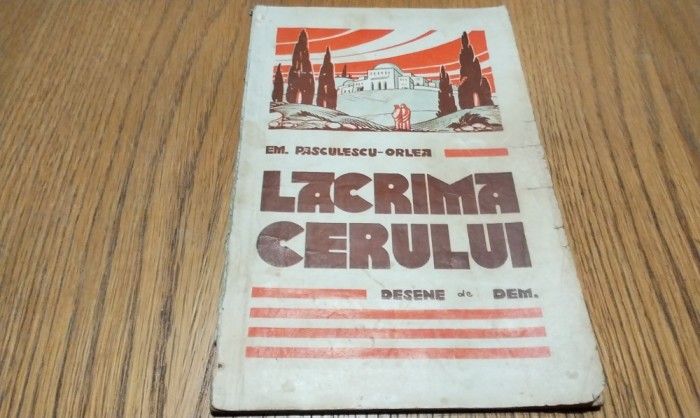 EM. PASCULESCU-ORLEA
LACRIMA
CERULUI
DESENE de DEM.